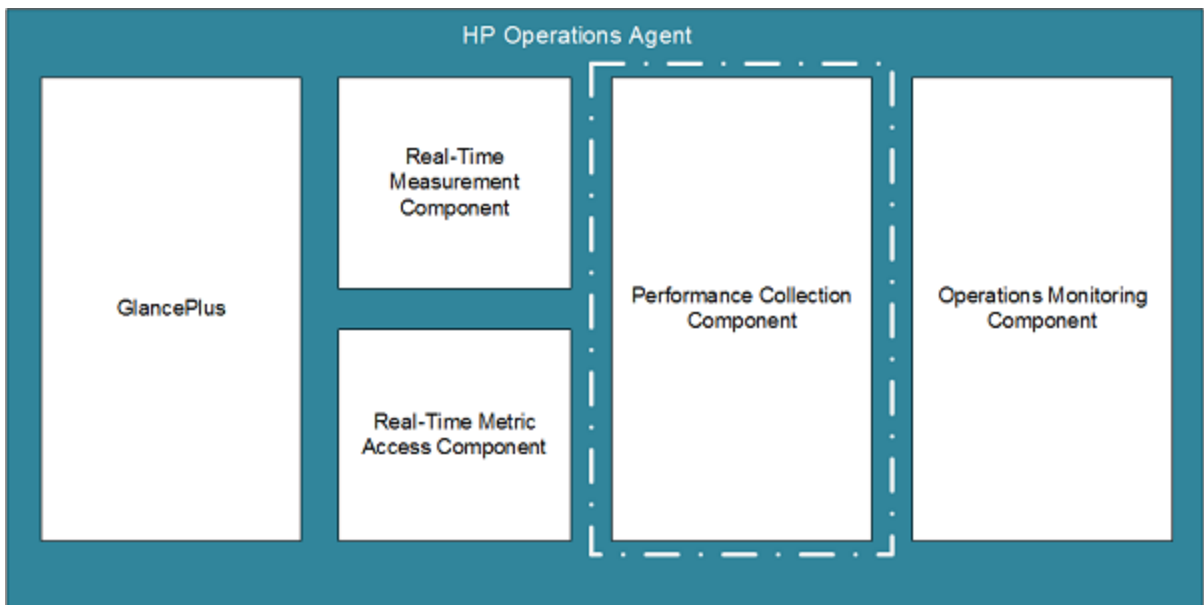 HP Operations Agent
GlancePlus
Real-Time
Measurement
Component
Real-Time Metric
Access Component
Performance Collection
Component
Operations Monitoring
Component